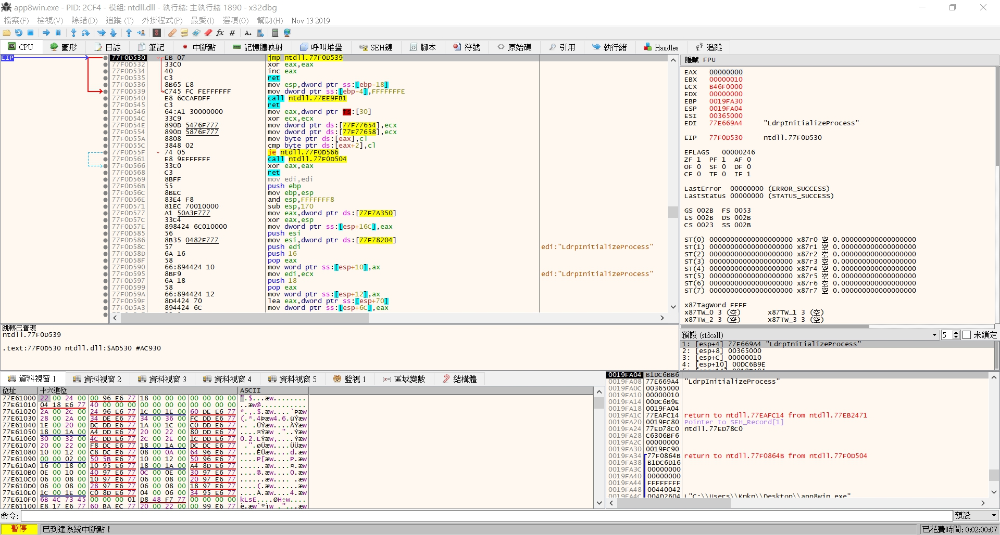 app8win.exe - PID: 2CF4 - 模組: ntdll.dll - 執行緒: 主執行緒 1890 - x32dbg
檔案(F) 檢視(V) 除錯(D) 追蹤 (T) 外掛程式(P) 最愛(I) 選項(O) 幫助(H) Nov 13 2019
CPU 圖形 日誌 筆記 中斷點 記憶體映射 呼叫堆疊 SEH鏈 腳本 符號 原始碼 引用 執行緒 Handles 追蹤
EIP
77F0D530 EB 07 jmp ntdll.77F0D539
77F0D532 33C0 xor eax,eax
77F0D534 40 inc eax
77F0D535 C3 ret
77F0D536 8B65 E8 mov esp,dword ptr ss:[ebp-18]
77F0D539 C745 FC FEFFFFFF mov dword ptr ss:[ebp-4],FFFFFFFE
77F0D540 E8 6CCAFDFF call ntdll.77EE9FB1
77F0D545 C3 ret
77F0D546 64:A1 30000000 mov eax,dword ptr fs:[30]
77F0D54C 33C9 xor ecx,ecx
77F0D54E 890D 5476F777 mov dword ptr ds:[77F77654],ecx
77F0D554 890D 5876F777 mov dword ptr ds:[77F77658],ecx
77F0D55A 8808 mov byte ptr ds:[eax],cl
77F0D55C 3848 02 cmp byte ptr ds:[eax+2],cl
77F0D55F 74 05 je ntdll.77F0D566
77F0D561 E8 9EFFFFFF call ntdll.77F0D504
77F0D566 33C0 xor eax,eax
77F0D568 C3 ret
77F0D569 8BFF mov edi,edi
77F0D56B 55 push ebp
77F0D56C 8BEC mov ebp,esp
77F0D56E 83E4 F8 and esp,FFFFFFF8
77F0D571 81EC 70010000 sub esp,170
77F0D577 A1 50A3F777 mov eax,dword ptr ds:[77F7A350]
77F0D57C 33C4 xor eax,esp
77F0D57E 898424 6C010000 mov dword ptr ss:[esp+16C],eax
77F0D585 56 push esi
77F0D586 8B35 0482F777 mov esi,dword ptr ds:[77F78204]
77F0D58C 57 push edi edi:"LdrpInitializeProcess"
77F0D58D 6A 16 push 16
77F0D58F 58 pop eax
77F0D590 66:894424 10 mov word ptr ss:[esp+10],ax
77F0D595 8BF9 mov edi,ecx edi:"LdrpInitializeProcess"
77F0D597 6A 18 push 18
77F0D599 58 pop eax
77F0D59A 66:894424 12 mov word ptr ss:[esp+12],ax
77F0D59F 8D4424 70 lea eax,dword ptr ss:[esp+70]
77F0D5A3 894424 6C mov dword ptr ss:[esp+6C],eax
隱藏 FPU
EAX 00000000
EBX 00000010
ECX B46F0000
EDX 00000000
EBP 0019FA30
ESP 0019FA04
ESI 00365000
EDI 77E669A4 "LdrpInitializeProcess"
EIP 77F0D530 ntdll.77F0D530
EFLAGS 00000246
ZF 1 PF 1 AF 0
OF 0 SF 0 DF 0
CF 0 TF 0 IF 1
LastError 00000000 (ERROR_SUCCESS)
LastStatus 00000000 (STATUS_SUCCESS)
GS 002B FS 0053
ES 002B DS 002B
CS 0023 SS 002B
ST(0) 00000000000000000000 x87r0 空 0.000000000000000000
ST(1) 00000000000000000000 x87r1 空 0.000000000000000000
ST(2) 00000000000000000000 x87r2 空 0.000000000000000000
ST(3) 00000000000000000000 x87r3 空 0.000000000000000000
ST(4) 00000000000000000000 x87r4 空 0.000000000000000000
ST(5) 00000000000000000000 x87r5 空 0.000000000000000000
ST(6) 00000000000000000000 x87r6 空 0.000000000000000000
ST(7) 00000000000000000000 x87r7 空 0.000000000000000000
x87TagWord FFFF
x87TW_0 3 (空) x87TW_1 3 (空)
x87TW_2 3 (空) x87TW_3 3 (空)
跳轉已實現
ntdll.77F0D539
.text:77F0D530 ntdll.dll:$AD530 #AC930
預設 (stdcall) 5 未鎖定
1: [esp+4] 77E669A4 "LdrpInitializeProcess"
2: [esp+8] 00365000
3: [esp+C] 00000010
4: [esp+10] 00DC6B9E
資料視窗 1 資料視窗 2 資料視窗 3 資料視窗 4 資料視窗 5 監視 1 [x=] 區域變數 結構體
位址 十六進位 ASCII
77E61000 22 00 24 00 00 96 E6 77 18 00 00 00 00 00 00 00 ".$...æw........
77E61010 04 18 E6 77 40 00 00 00 00 00 00 00 00 00 00 00 ..æw@...........
77E61020 2A 00 2C 00 24 96 E6 77 1C 00 1E 00 60 DE E6 77 *.,.$.æw....`Þæw
77E61030 28 00 2A 00 34 DE E6 77 34 00 36 00 FC DD E6 77 (.*.4Þæw4.6.üÝæw
77E61040 1E 00 20 00 DC DD E6 77 1A 00 1C 00 C0 DD E6 77 .. .ÜÝæw....ÀÝæw
77E61050 18 00 1A 00 A4 DD E6 77 20 00 22 00 80 DD E6 77 ....¤Ýæw ."..Ýæw
77E61060 30 00 32 00 4C DD E6 77 2C 00 2E 00 1C DD E6 77 0.2.LÝæw,....Ýæw
77E61070 20 00 22 00 F8 DC E6 77 18 00 1A 00 DC DC E6 77  .".øÜæw....ÜÜæw
77E61080 10 00 12 00 C8 DC E6 77 08 00 0A 00 64 96 E6 77 ....ÈÜæw....d.æw
77E61090 00 00 02 00 50 5B E6 77 10 00 12 00 50 96 E6 77 ....P[æw....P.æw
77E610A0 16 00 18 00 10 95 E6 77 18 00 1A 00 A4 8D E6 77 ......æw....¤.æw
77E610B0 0E 00 10 00 40 97 E6 77 0C 00 0E 00 30 97 E6 77 ....@.æw....0.æw
77E610C0 06 00 08 00 10 97 E6 77 06 00 08 00 20 97 E6 77 ......æw.... .æw
77E610D0 06 00 08 00 28 97 E6 77 06 00 08 00 18 97 E6 77 ....(.æw......æw
77E610E0 1C 00 1E 00 C0 8D E6 77 04 00 06 00 34 95 E6 77 ....À.æw....4.æw
77E610F0 6B 4C 73 45 00 00 00 01 D8 48 F7 77 00 00 00 00 kLsE....ØH÷w....
77E61100 E8 17 E6 77 60 BA EC 77 20 00 22 00 00 99 E6 77 è.æw`ºìw ."...æw
0019FA04 B1DC6BB6
0019FA08 77E669A4 "LdrpInitializeProcess"
0019FA0C 00365000
0019FA10 00000010
0019FA14 00DC6B9E
0019FA18 0019FA04
0019FA1C 77EAFC14 return to ntdll.77EAFC14 from ntdll.77EB2471
0019FA20 0019FC80 Pointer to SEH_Record[1]
0019FA24 77ED78C0 ntdll.77ED78C0
0019FA28 C6306BF6
0019FA2C 00000000
0019FA30 0019FC90
0019FA34 77F0864B return to ntdll.77F0864B from ntdll.77F0D504
0019FA38 B1DC6D16
0019FA3C 00000000
0019FA40 00000000
0019FA44 FFFFFFFF
0019FA48 00440042
0019FA4C 004D2604 L"C:\\Users\\Knkn\\Desktop\\app8win.exe"
命令: 預設
暫停 已到達系統中斷點！ 已花費時間: 0:02:00:07